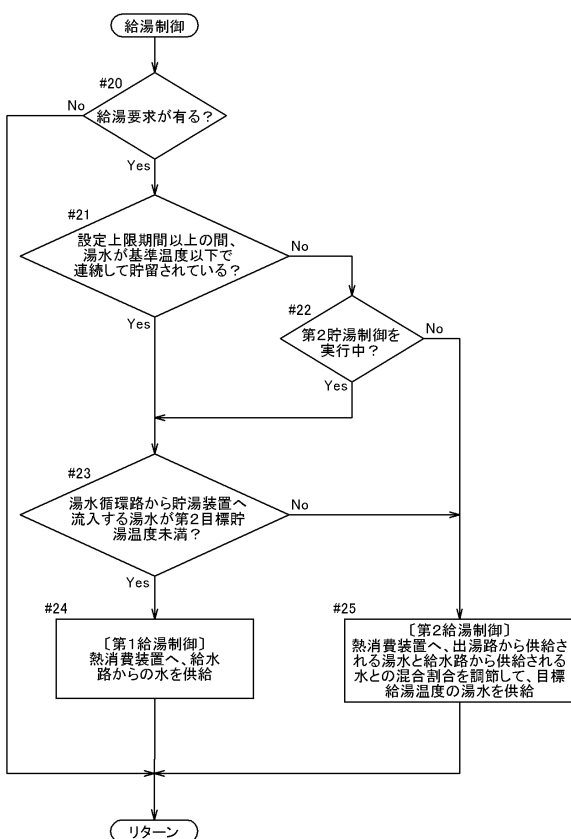 給湯制御
#20
給湯要求が有る?
No
Yes
#21
設定上限期間以上の間、
湯水が基準温度以下で
連続して貯留されている?
No
Yes
#22
第2貯湯制御を
実行中?
No
Yes
#23
湯水循環路から貯湯装置へ
流入する湯水が第2目標貯
湯温度未満?
No
Yes
#24
〔第1給湯制御〕
熱消費装置へ、給水
路からの水を供給
#25
〔第2給湯制御〕
熱消費装置へ、出湯路から供給さ
れる湯水と給水路から供給される
水との混合割合を調節して、目標
給湯温度の湯水を供給
リターン